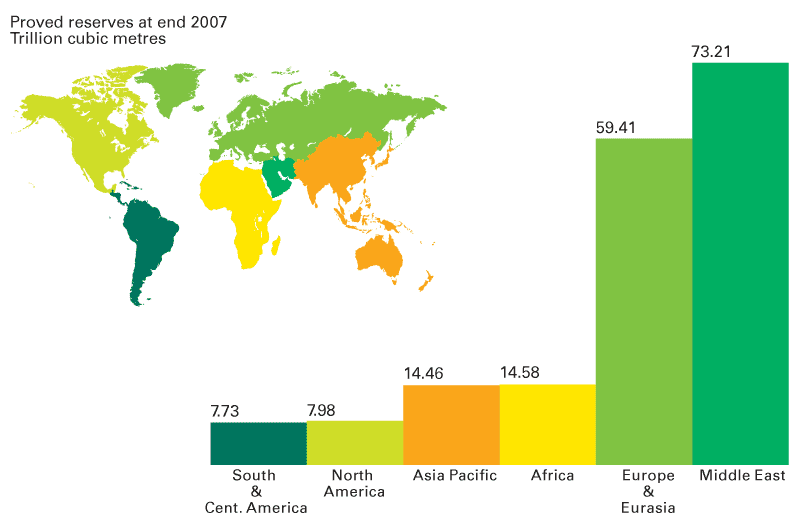 Proved reserves at end 2007
Trillion cubic metres
73.21
59.41
14.46
14.58
7.73
7.98
South
&
Cent. America
North
America
Asia Pacific
Africa
Europe
&
Eurasia
Middle East